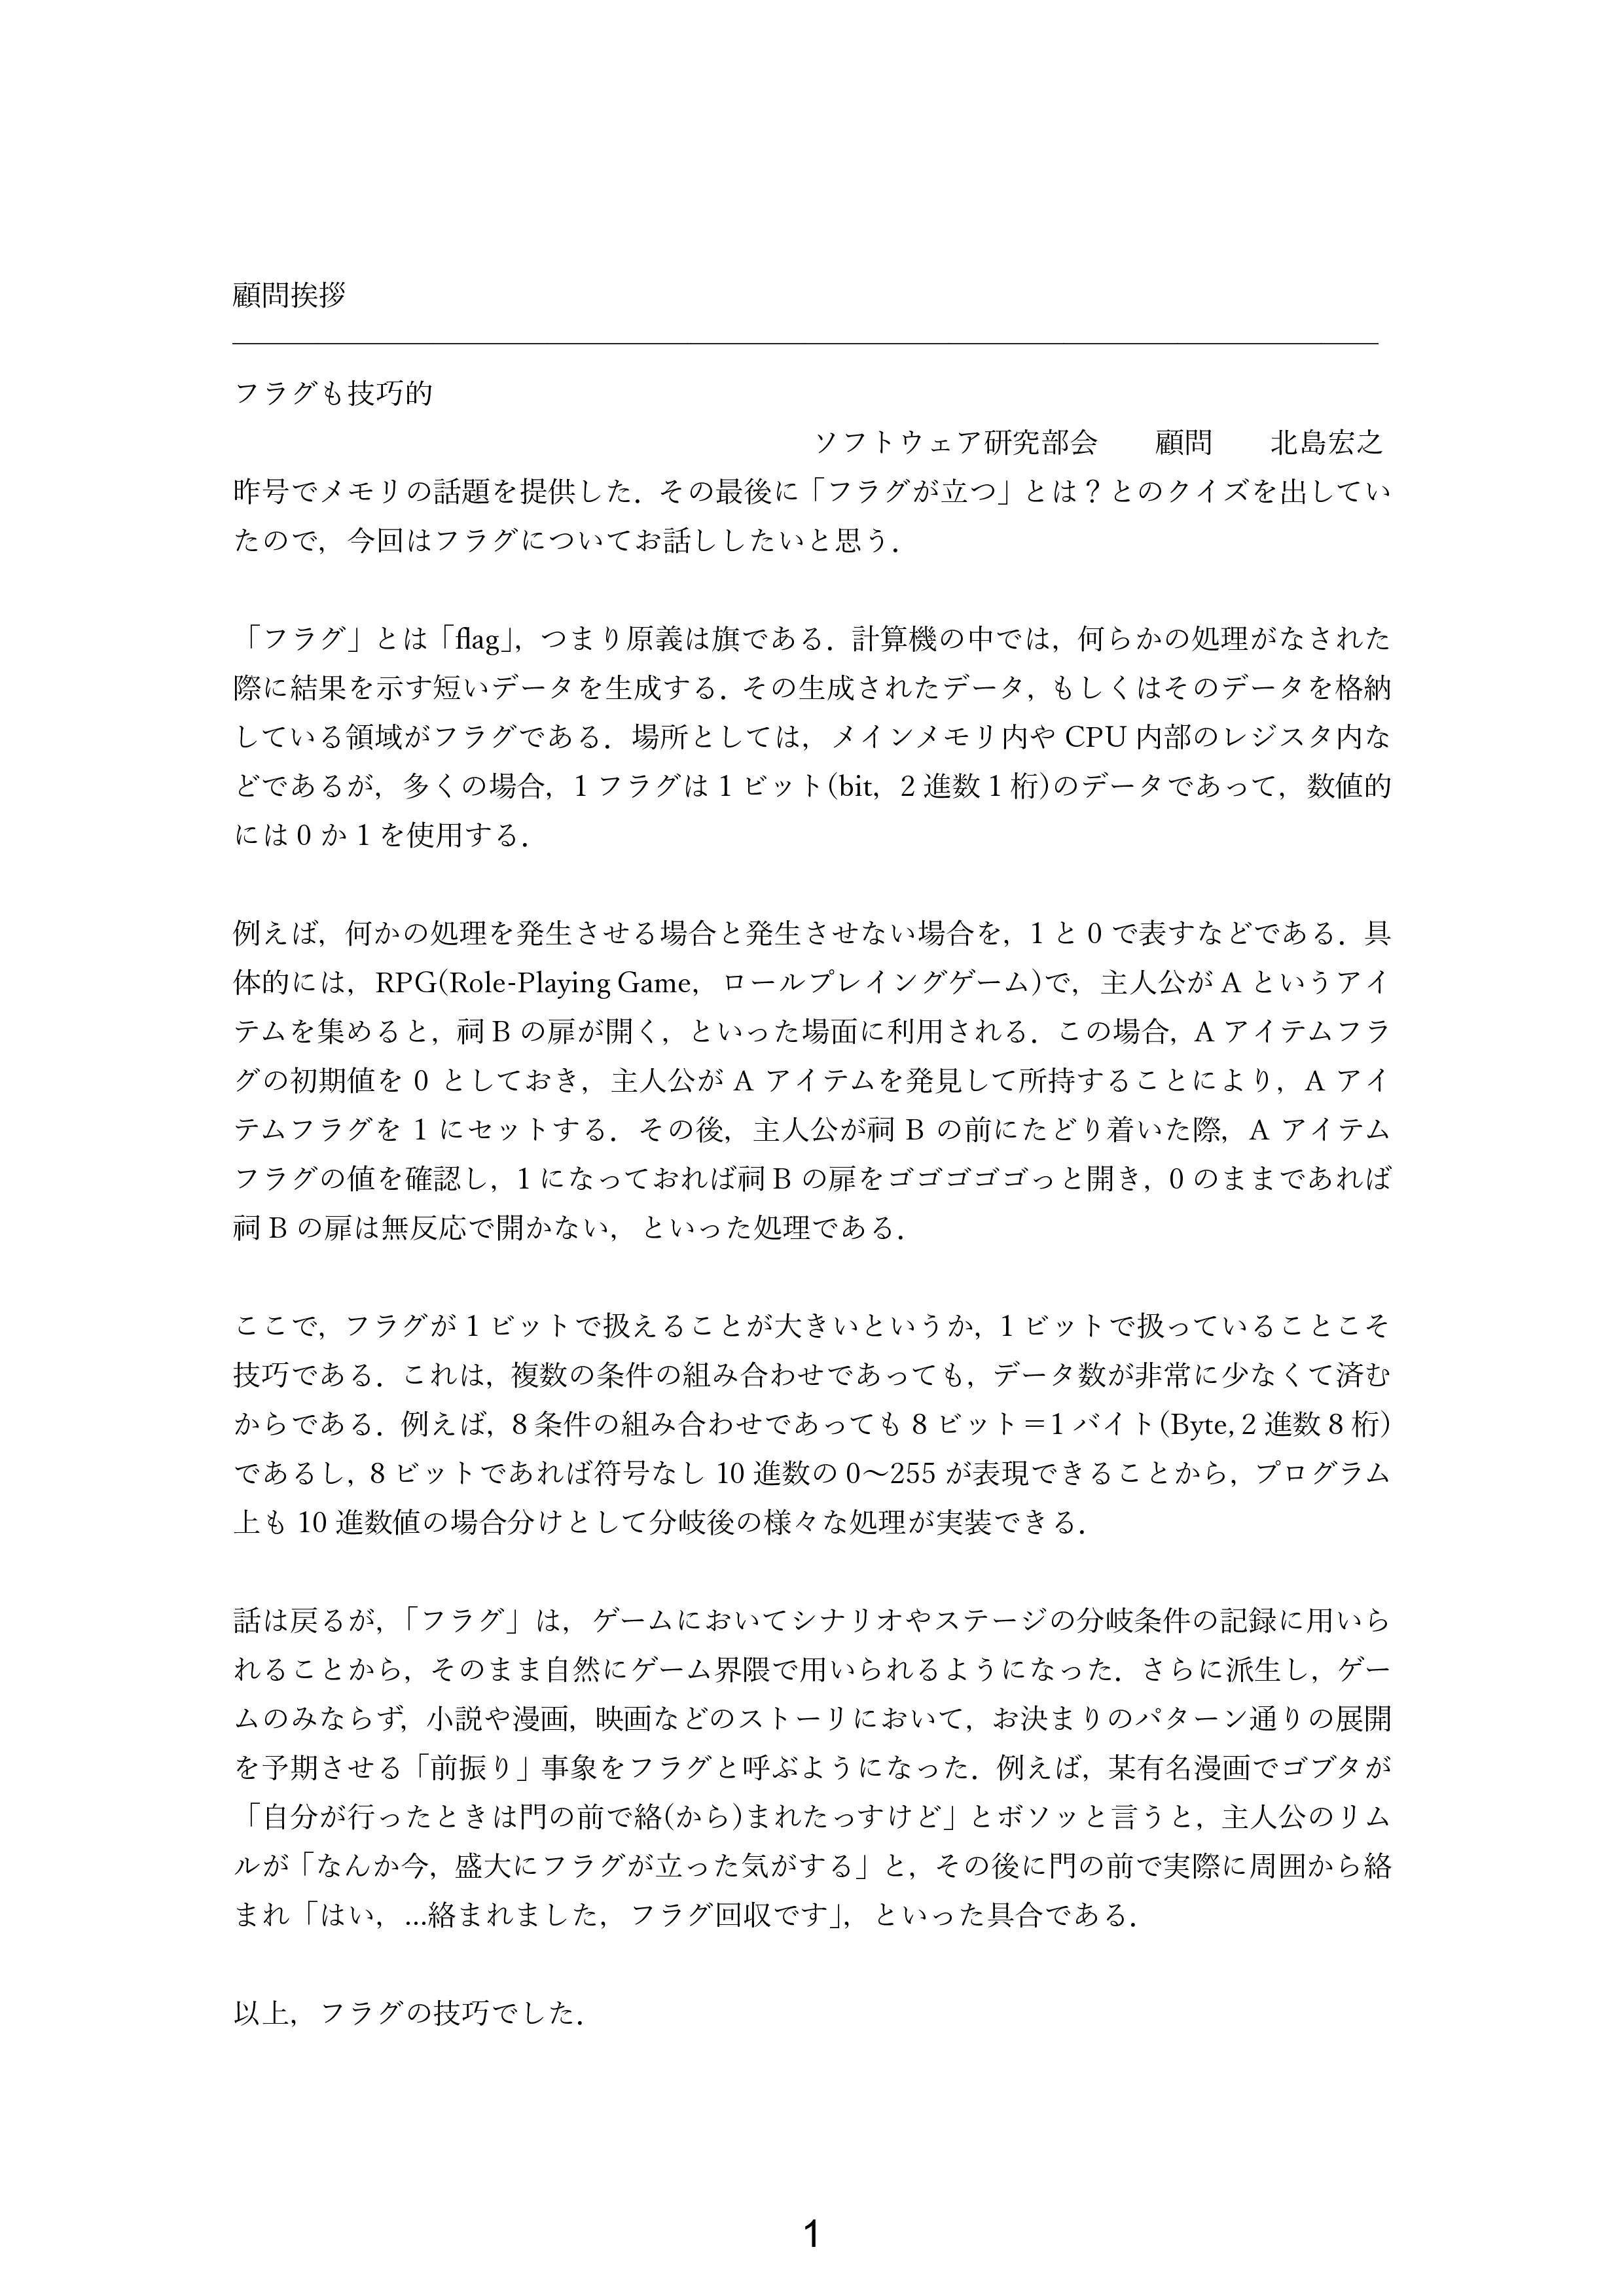 顧問挨拶
フラグも技巧的
ソフトウェア研究部会　　顧問　　北島宏之
昨号でメモリの話題を提供した．その最後に「フラグが立つ」とは？とのクイズを出してい
たので，今回はフラグについてお話ししたいと思う．
「フラグ」とは「flag」，つまり原義は旗である．計算機の中では，何らかの処理がなされた
際に結果を示す短いデータを生成する．その生成されたデータ，もしくはそのデータを格納
している領域がフラグである．場所としては，メインメモリ内や CPU 内部のレジスタ内な
どであるが，多くの場合，1 フラグは 1 ビット(bit，2 進数 1 桁)のデータであって，数値的
には 0 か 1 を使用する．
例えば，何かの処理を発生させる場合と発生させない場合を，1 と 0 で表すなどである．具
体的には，RPG(Role-Playing Game，ロールプレイングゲーム)で，主人公が A というアイ
テムを集めると，祠 B の扉が開く，といった場面に利用される．この場合，A アイテムフラ
グの初期値を 0 としておき，主人公が A アイテムを発見して所持することにより，A アイ
テムフラグを 1 にセットする．その後，主人公が祠 B の前にたどり着いた際，A アイテム
フラグの値を確認し，1 になっておれば祠 B の扉をゴゴゴゴゴっと開き，0 のままであれば
祠 B の扉は無反応で開かない，といった処理である．
ここで，フラグが 1 ビットで扱えることが大きいというか，1 ビットで扱っていることこそ
技巧である．これは，複数の条件の組み合わせであっても，データ数が非常に少なくて済む
からである．例えば，8 条件の組み合わせであっても 8 ビット＝1 バイト(Byte, 2 進数 8 桁)
であるし，8 ビットであれば符号なし 10 進数の 0～255 が表現できることから，プログラム
上も 10 進数値の場合分けとして分岐後の様々な処理が実装できる．
話は戻るが，「フラグ」は，ゲームにおいてシナリオやステージの分岐条件の記録に用いら
れることから，そのまま自然にゲーム界隈で用いられるようになった．さらに派生し，ゲー
ムのみならず，小説や漫画，映画などのストーリにおいて，お決まりのパターン通りの展開
を予期させる「前振り」事象をフラグと呼ぶようになった．例えば，某有名漫画でゴブタが
「自分が行ったときは門の前で絡(から)まれたっすけど」とボソッと言うと，主人公のリム
ルが「なんか今，盛大にフラグが立った気がする」と，その後に門の前で実際に周囲から絡
まれ「はい，…絡まれました，フラグ回収です」，といった具合である．
以上，フラグの技巧でした．
1